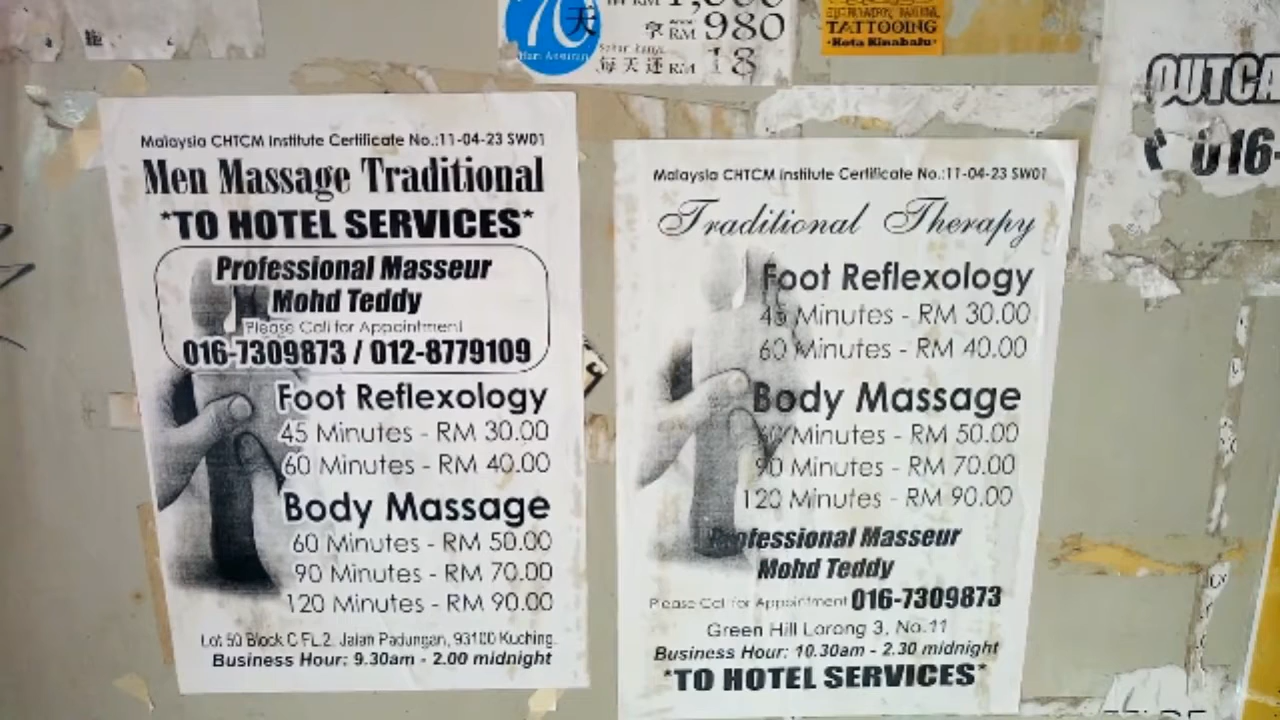 70
天
Hari Ansuran
RM 980
每天还 RM 18
TATTOOING
•Kota Kinabalu•
016-
Malaysia CHTCM Institute Certificate No.:11-04-23 SW01
Men Massage Traditional
*TO HOTEL SERVICES*
Professional Masseur
Mohd Teddy
Please Call for Appointment
016-7309873 / 012-8779109
Foot Reflexology
45 Minutes - RM 30.00
60 Minutes - RM 40.00
Body Massage
60 Minutes - RM 50.00
90 Minutes - RM 70.00
120 Minutes - RM 90.00
Lot 50 Block C FL.2, Jalan Padungan, 93100 Kuching.
Business Hour: 9.30am - 2.00 midnight
Malaysia CHTCM Institute Certificate No.:11-04-23 SW01
Traditional Therapy
Foot Reflexology
45 Minutes - RM 30.00
60 Minutes - RM 40.00
Body Massage
60 Minutes - RM 50.00
90 Minutes - RM 70.00
120 Minutes - RM 90.00
Professional Masseur
Mohd Teddy
Please Call for Appointment 016-7309873
Green Hill Lorong 3, No.11
Business Hour: 10.30am - 2.30 midnight
*TO HOTEL SERVICES*